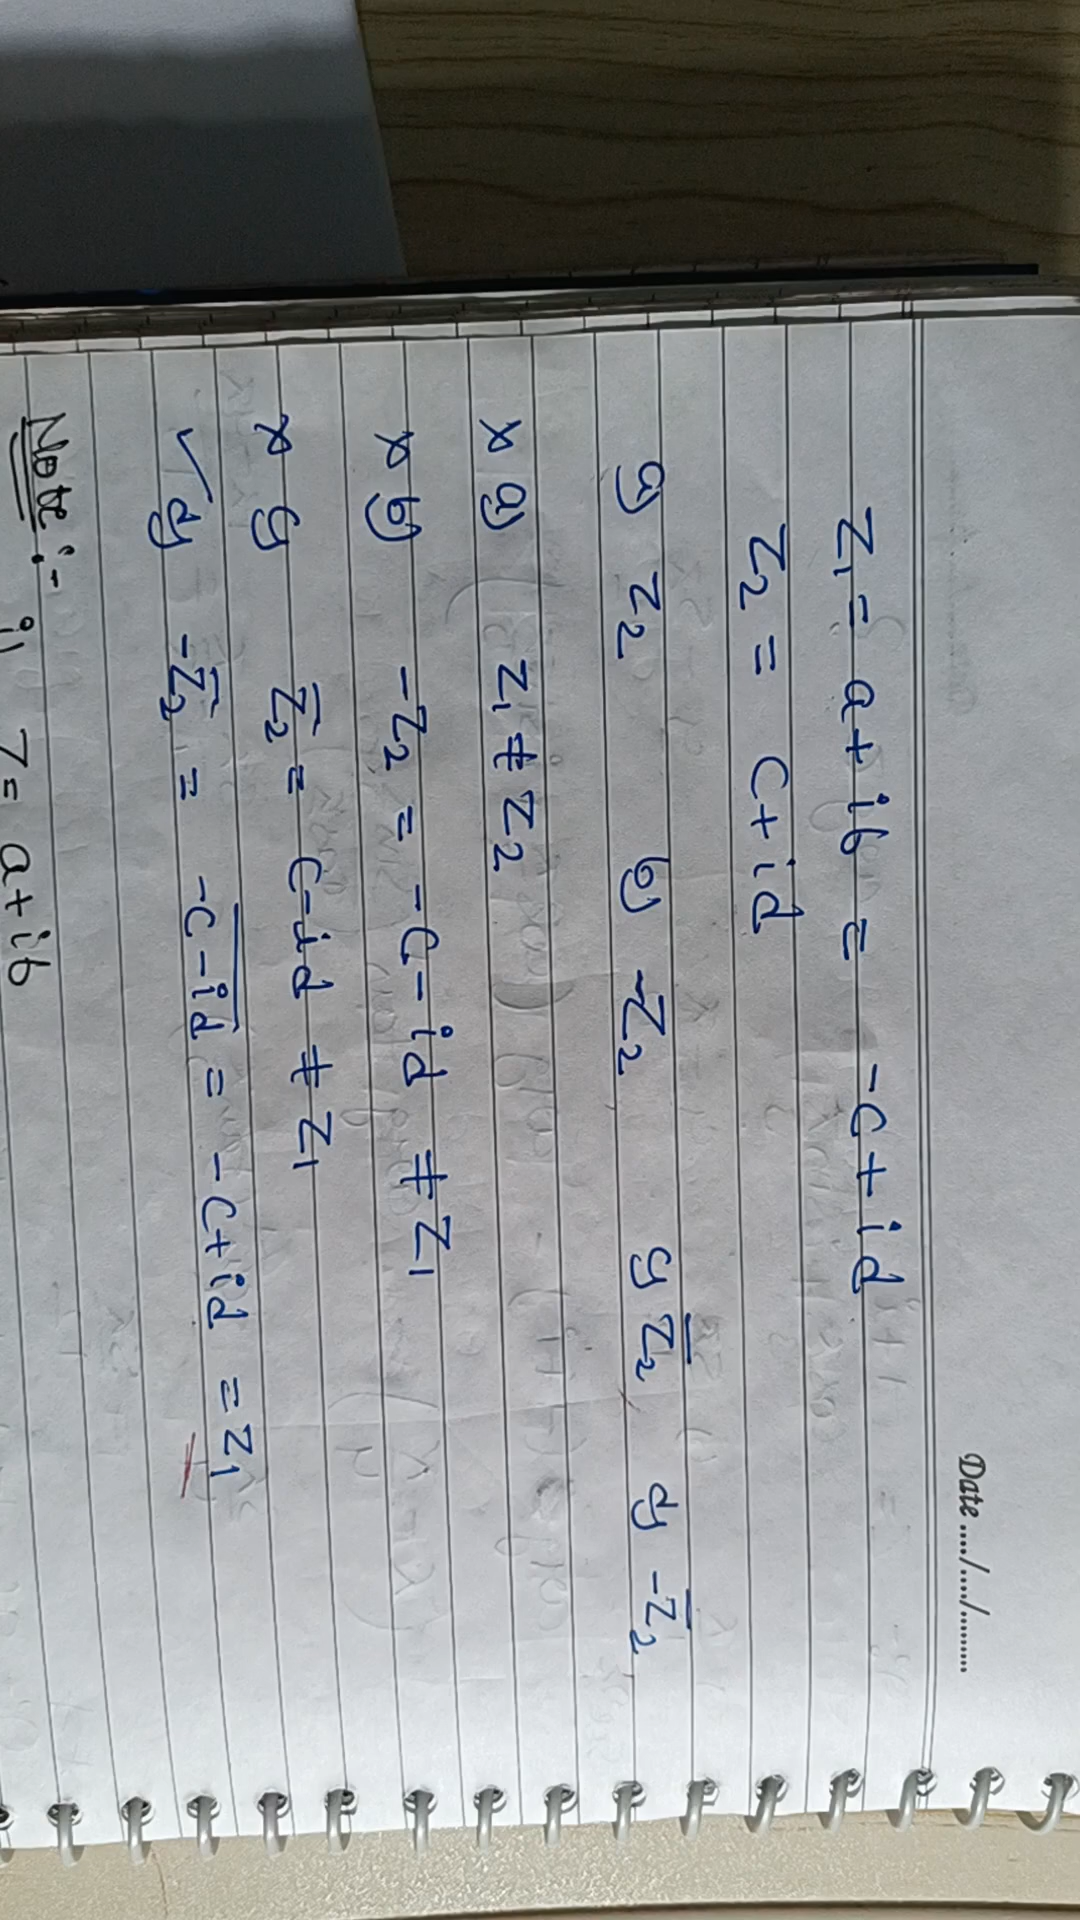 Date ..../..../.........
Z₁ = a + ib = -c + id
Z₂ = c + id
a) Z₂ b) -Z₂ c) Z̅₂ d) -Z̅₂
x a) Z₁ ≠ Z₂
x b) -Z₂ = -c - id ≠ Z₁
x c) Z̅₂ = c - id ≠ Z₁
✓ d) -Z̅₂ = \overline{-c - id} = -c + id = Z₁
Note :- i) Z = a + ib